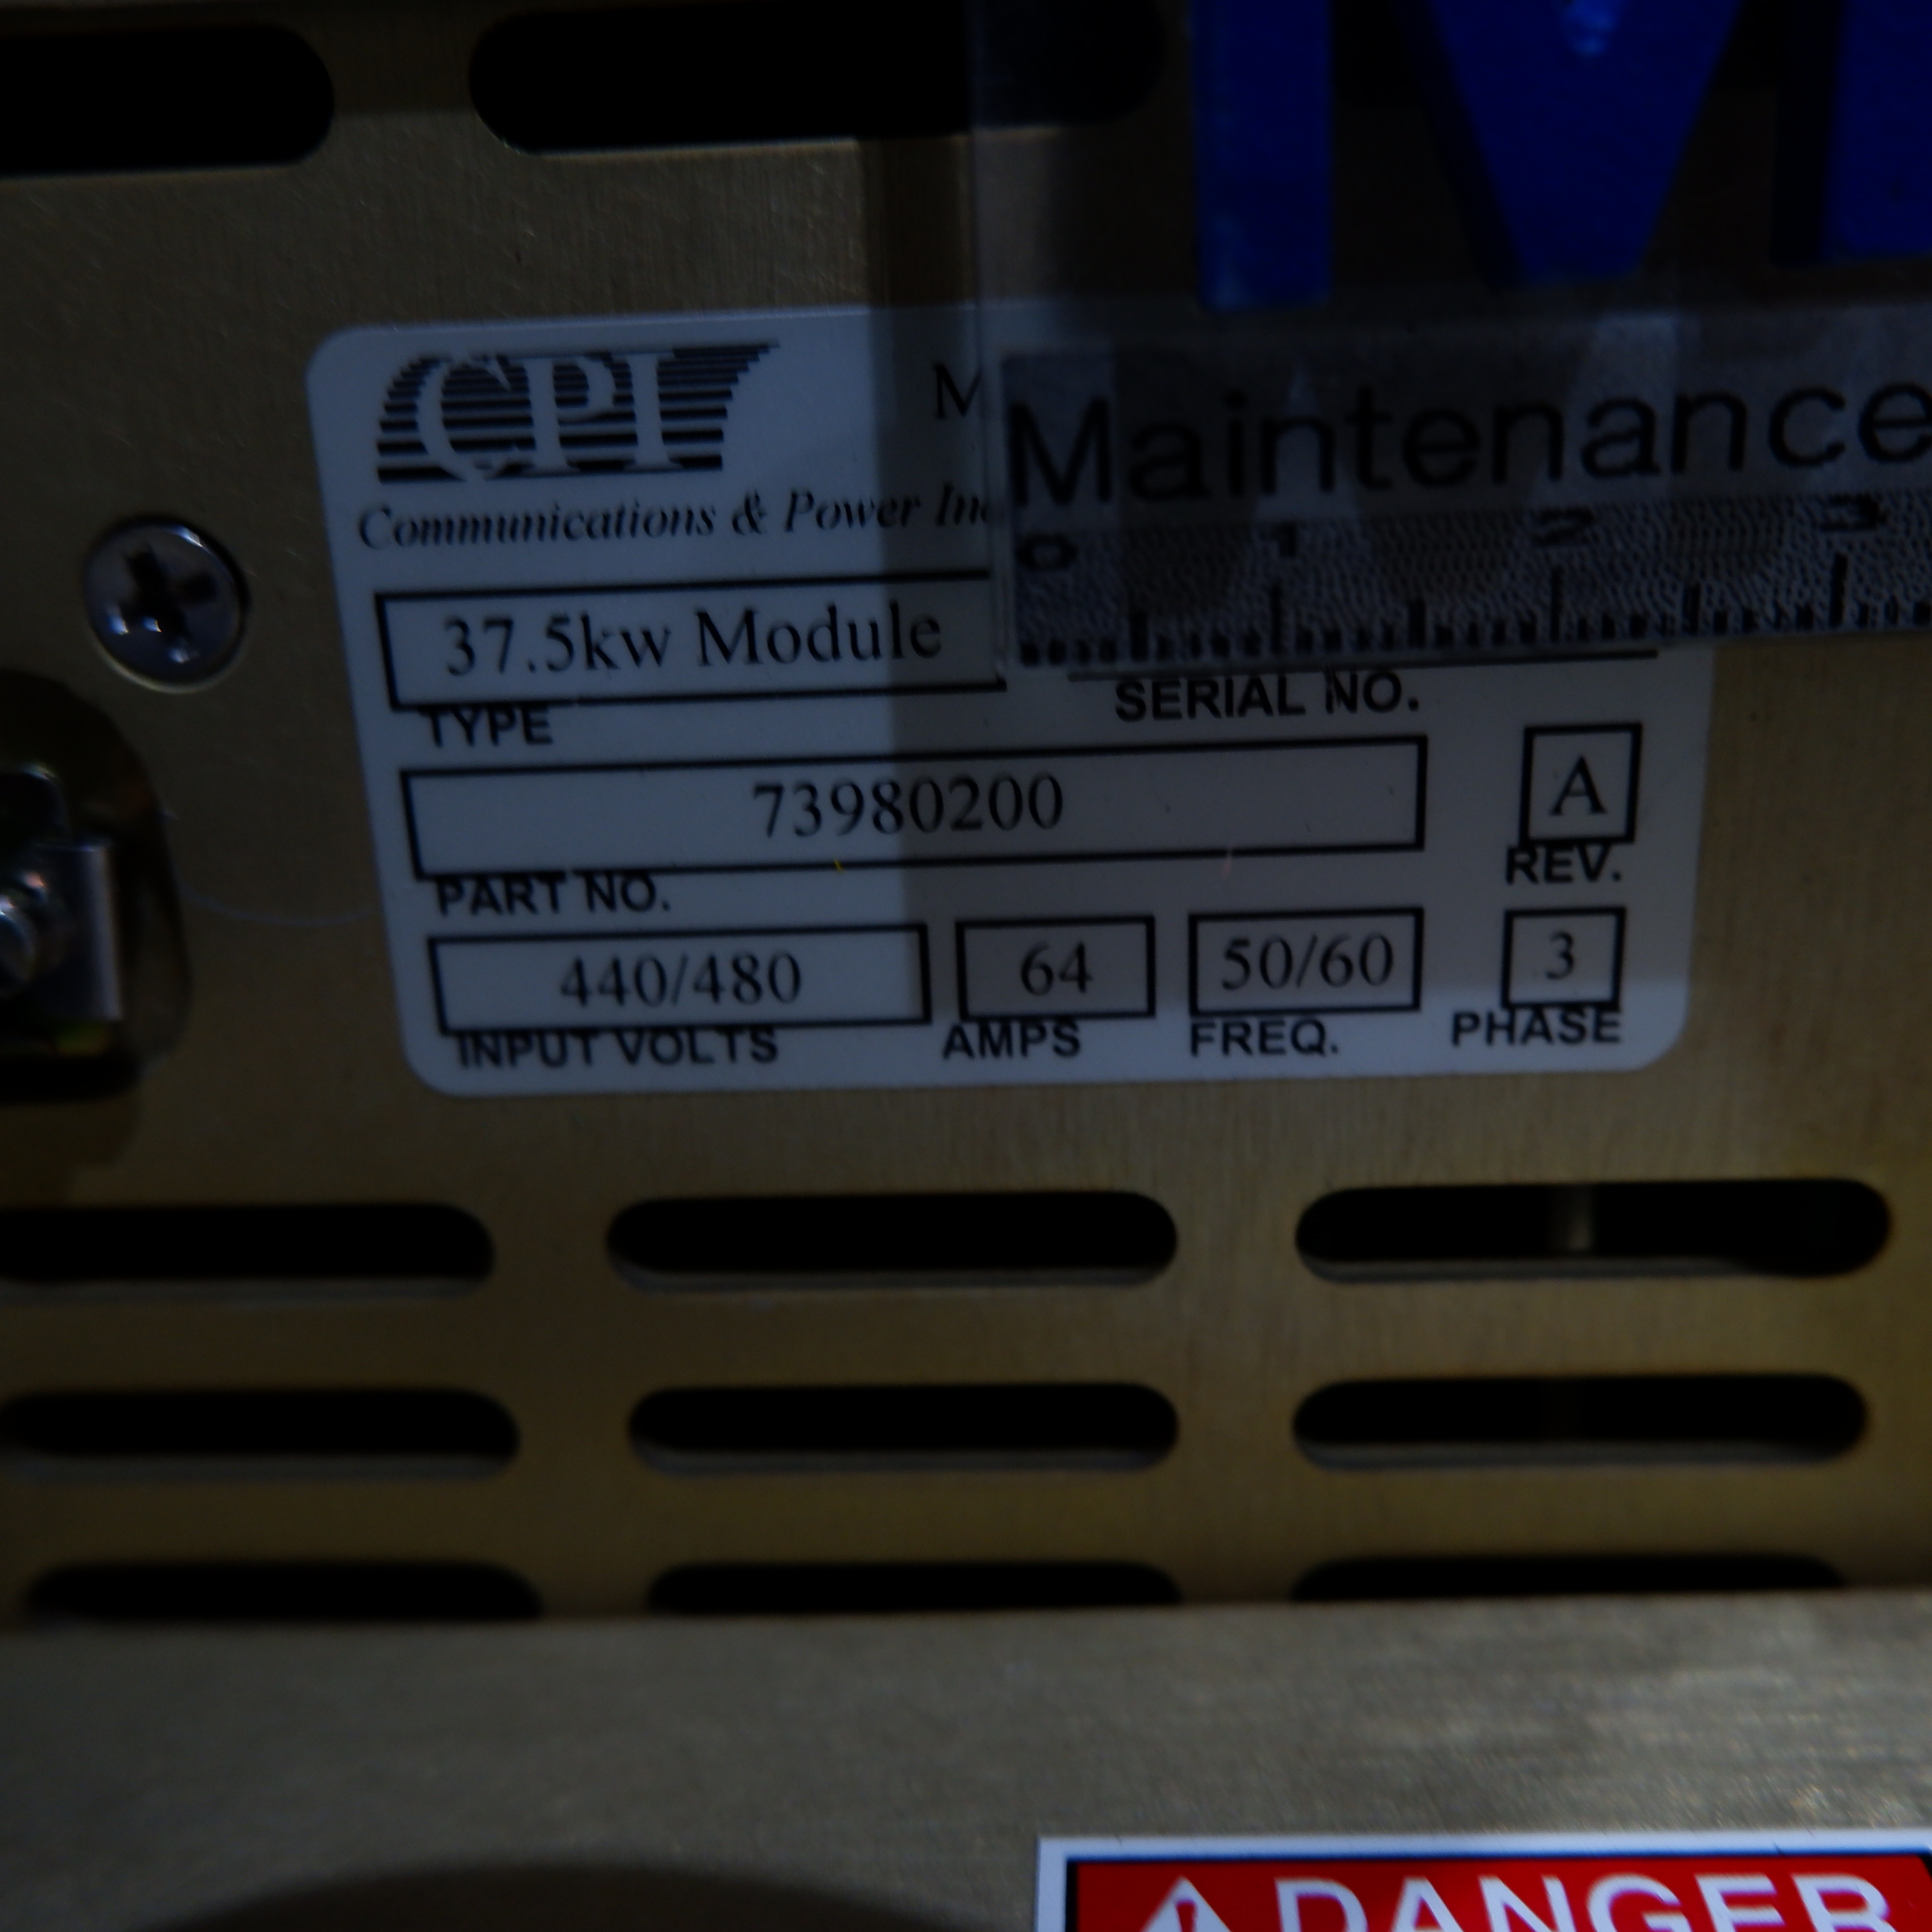 CPI
Communications & Power
Maintenance
0 1 2 3
37.5kw Module
TYPE
SERIAL NO.
73980200
A
PART NO.
REV.
440/480
64
50/60
3
INPUT VOLTS
AMPS
FREQ.
PHASE
DANGER